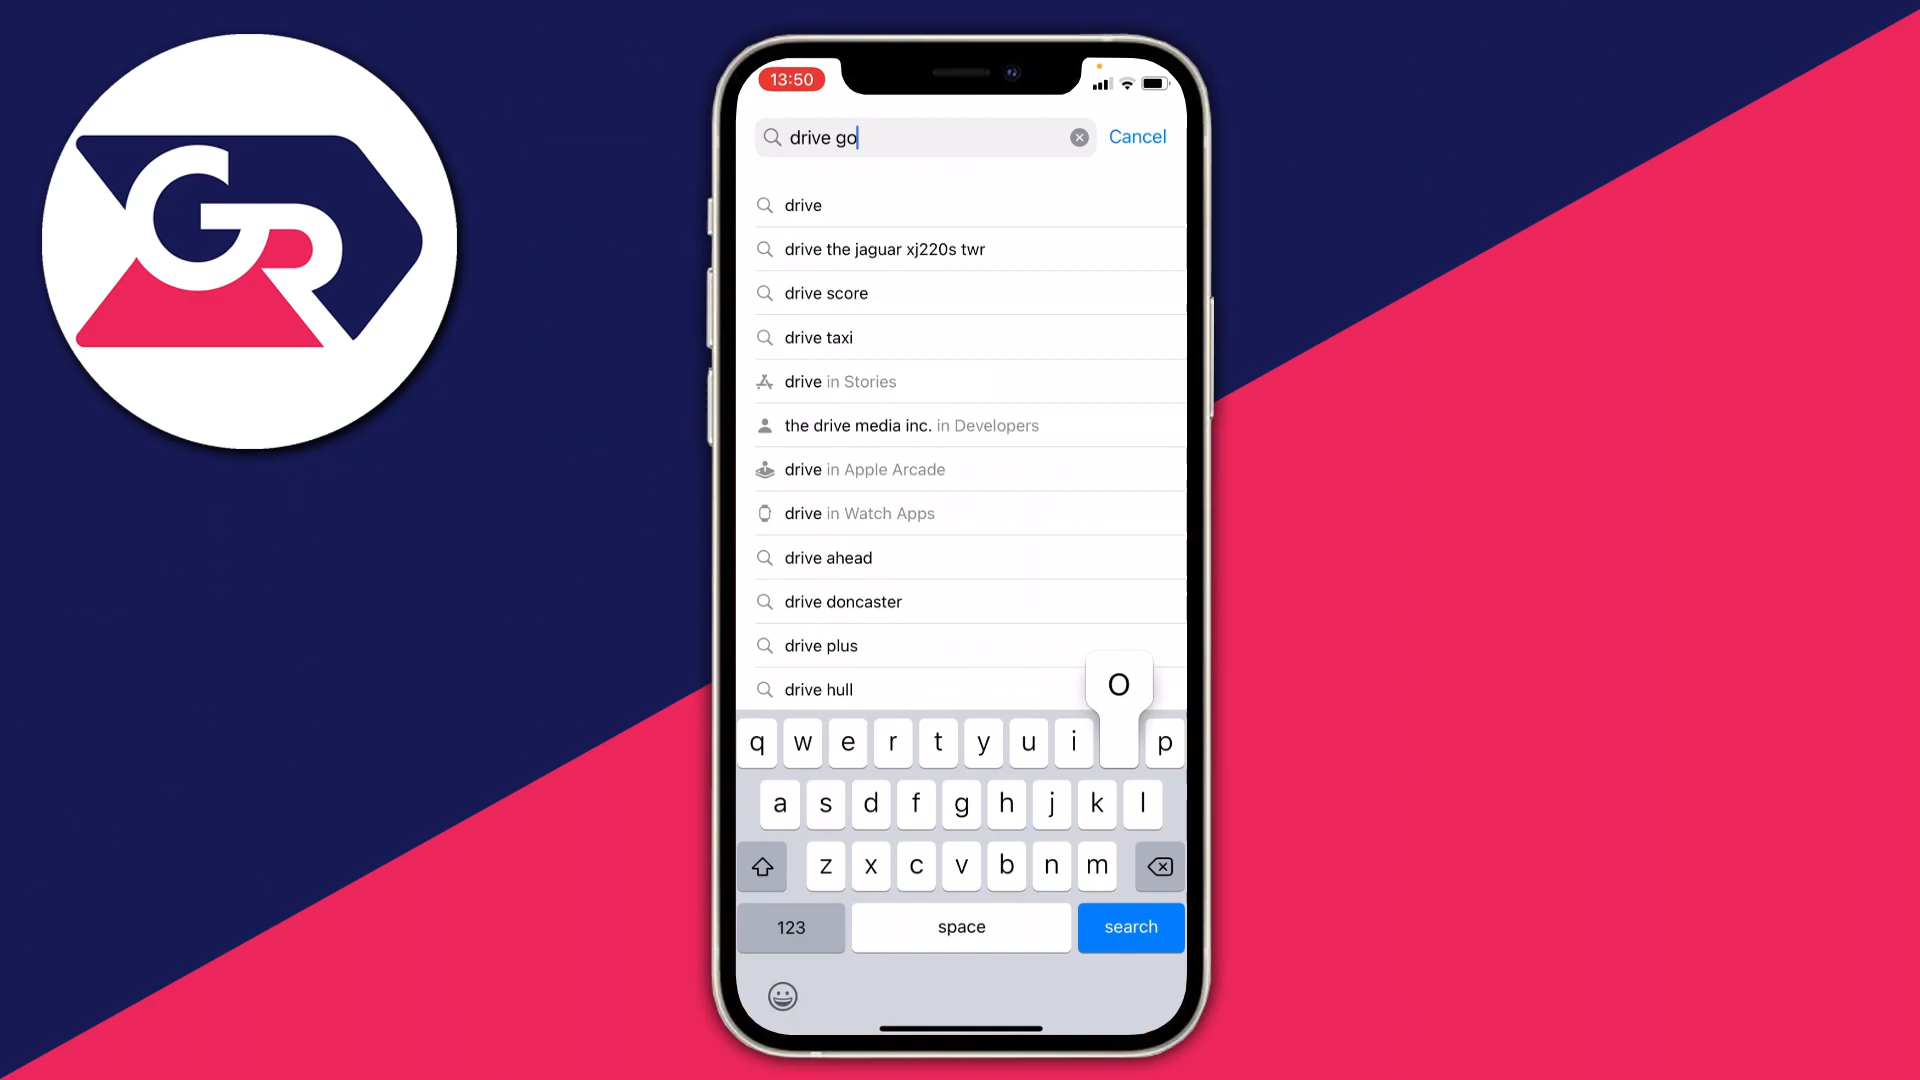 GR
13:50
drive go
Cancel
drive
drive the jaguar xj220s twr
drive score
drive taxi
drive in Stories
the drive media inc. in Developers
drive in Apple Arcade
drive in Watch Apps
drive ahead
drive doncaster
drive plus
drive hull
O
q w e r t y u i p
a s d f g h j k l
z x c v b n m
123 space search